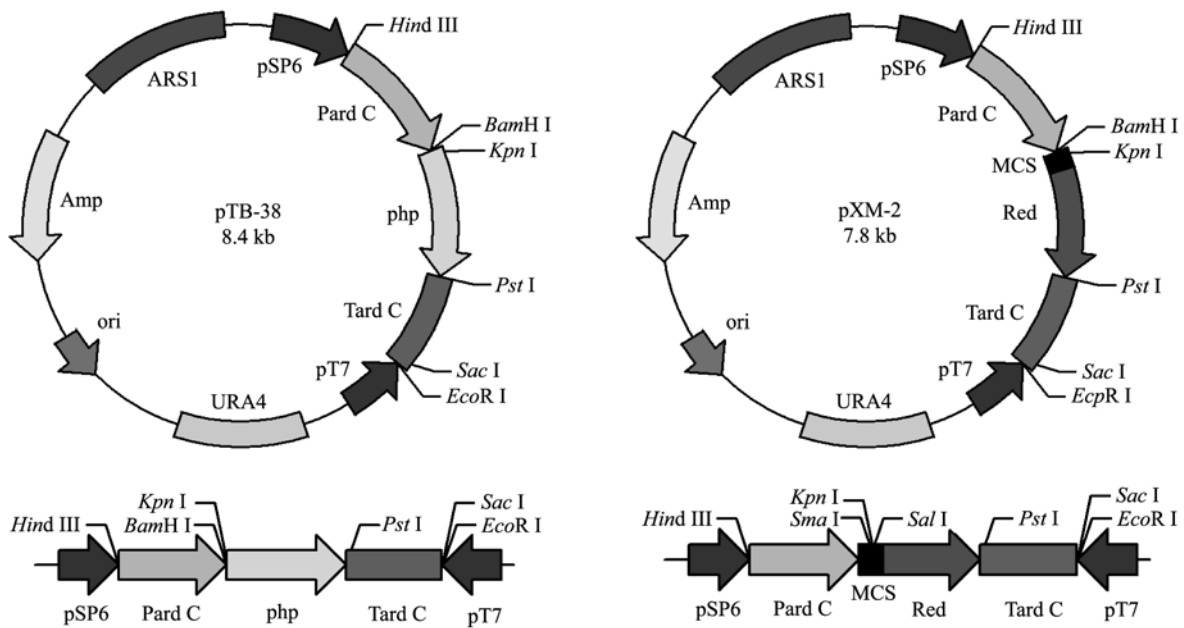 Hind III
pSP6
ARS1
Pard C
BamH I
Kpn I
Amp
pTB-38
8.4 kb
php
Pst I
Tard C
ori
pT7
Sac I
EcoR I
URA4
Hind III
pSP6
ARS1
Pard C
BamH I
Kpn I
MCS
Amp
pXM-2
7.8 kb
Red
Pst I
Tard C
ori
pT7
Sac I
EcpR I
URA4
Kpn I
Sac I
Hind III
BamH I
Pst I
EcoR I
pSP6
Pard C
php
Tard C
pT7
Kpn I
Sac I
Hind III
Sma I
Sal I
Pst I
EcoR I
pSP6
Pard C
MCS
Red
Tard C
pT7